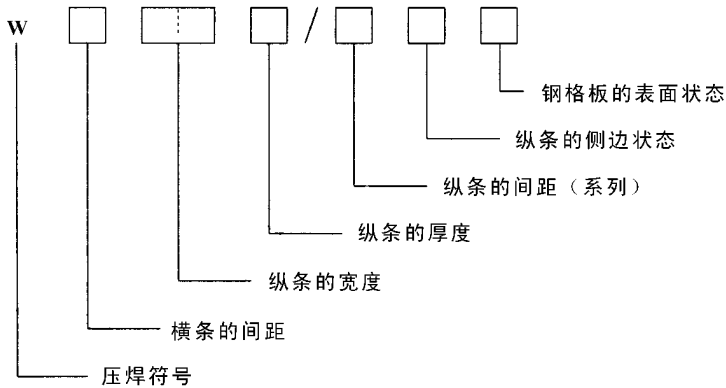 W /
钢格板的表面状态
纵条的侧边状态
纵条的间距（系列）
纵条的厚度
纵条的宽度
横条的间距
压焊符号